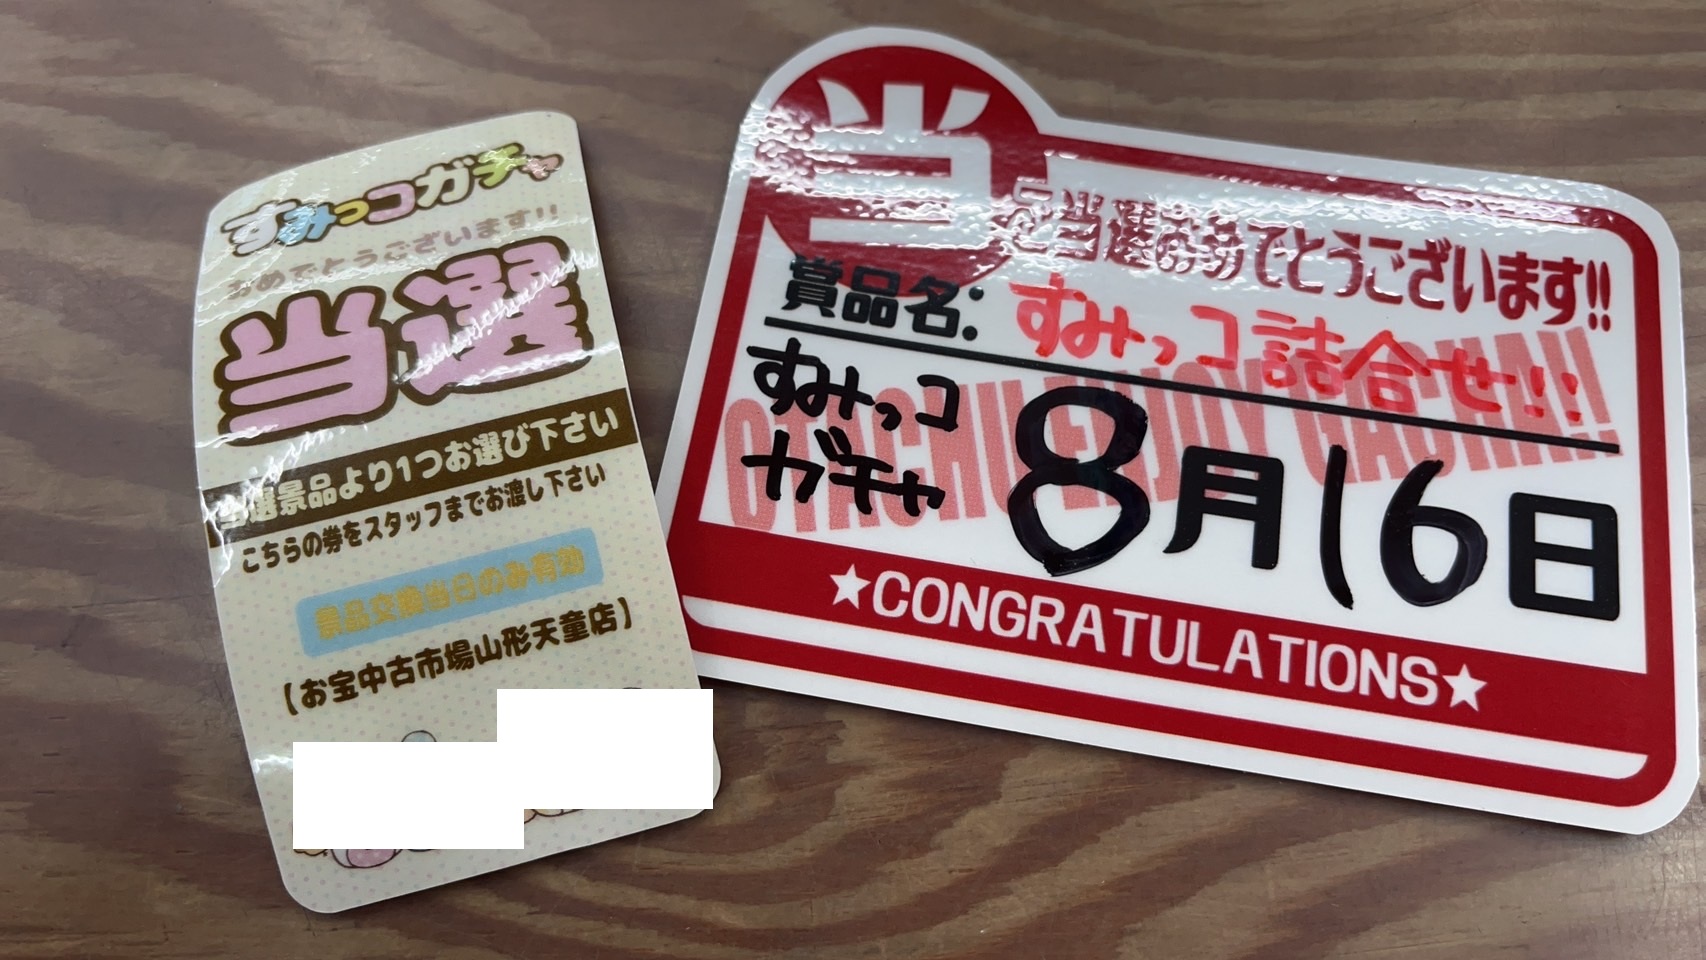 すみっコガチャ
おめでとうございます!!
当選
当選景品より1つお選び下さい
こちらの券をスタッフまでお渡し下さい
景品交換当日のみ有効
【お宝中古市場山形天童店】
当
ご当選おめでとうございます!!
賞品名:すみっコ詰合せ!!
OTACHU ENJOY GACHA!!
すみっコ
ガチャ
8月16日
★CONGRATULATIONS★